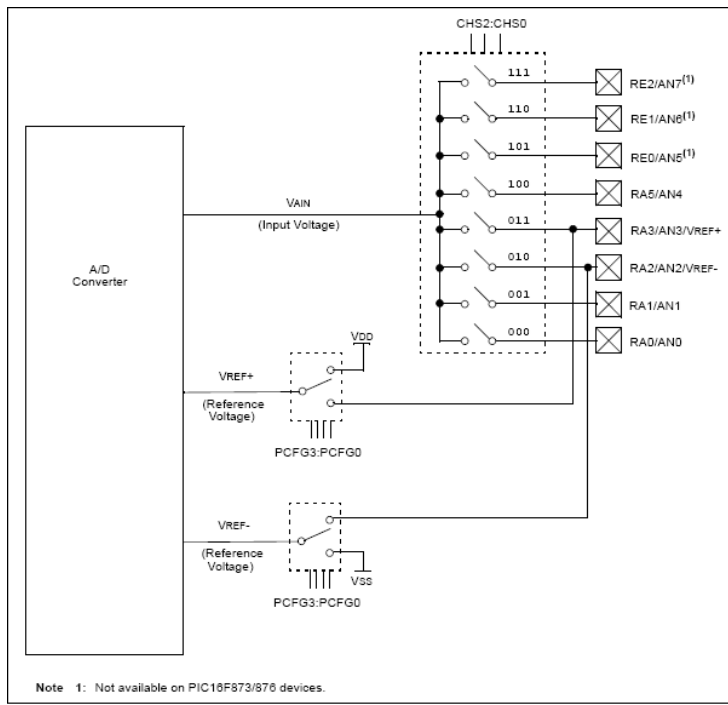 CHS2:CHS0
111 RE2/AN7(1)
110 RE1/AN6(1)
101 RE0/AN5(1)
100 RA5/AN4
VAIN
(Input Voltage)
011 RA3/AN3/VREF+
010 RA2/AN2/VREF-
A/D
Converter
001 RA1/AN1
000 RA0/AN0
VDD
VREF+
(Reference
Voltage)
PCFG3:PCFG0
VREF-
(Reference
Voltage)
VSS
PCFG3:PCFG0
Note 1: Not available on PIC16F873/876 devices.